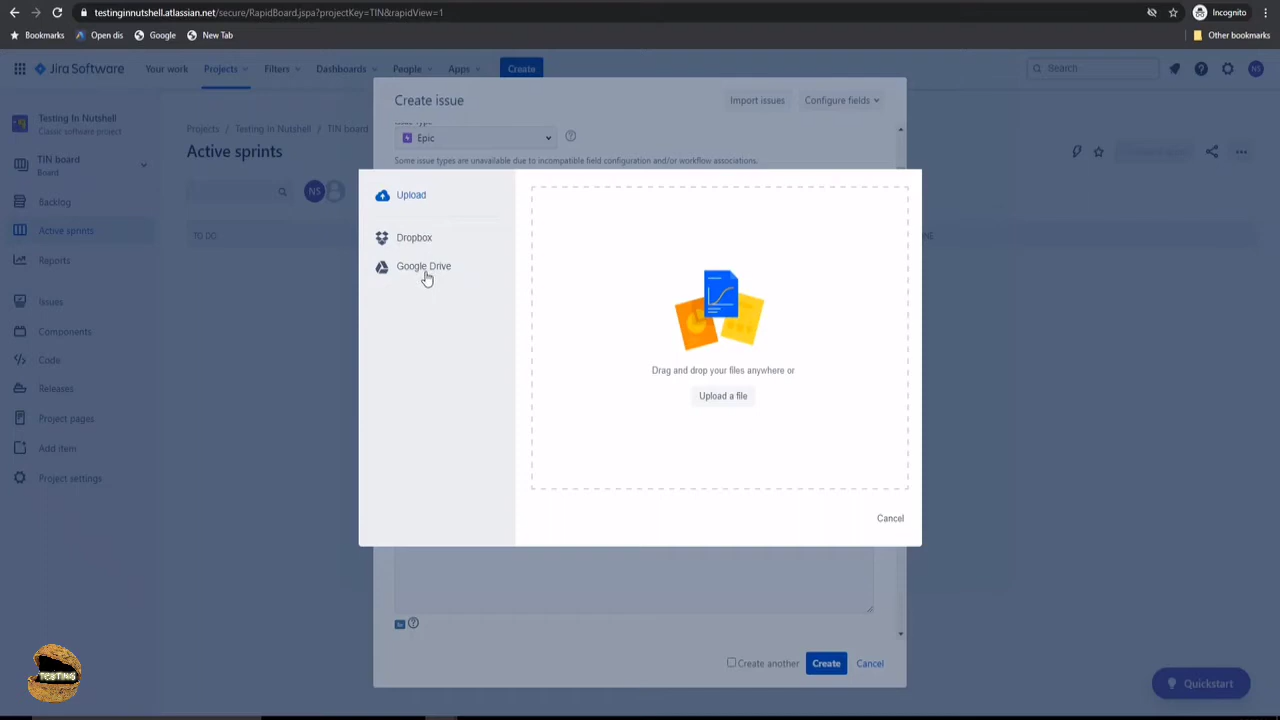 testinginnutshell.atlassian.net/secure/RapidBoard.jspa?projectKey=TIN&rapidView=1
Incognito
Bookmarks
Open dis
Google
New Tab
Other bookmarks
Jira Software
Your work
Projects
Filters
Dashboards
People
Apps
Create
Search
NS
Testing In Nutshell
Classic software project
TIN board
Board
Backlog
Active sprints
Reports
Issues
Components
Code
Releases
Project pages
Add item
Project settings
Projects / Testing In Nutshell / TIN board
Active sprints
NS
TO DO
Create issue
Import issues
Configure fields
Issue Type
Epic
Some issue types are unavailable due to incompatible field configuration and/or workflow associations.
Upload
Dropbox
Google Drive
Drag and drop your files anywhere or
Upload a file
Cancel
Create another
Create
Cancel
Quickstart
TESTING